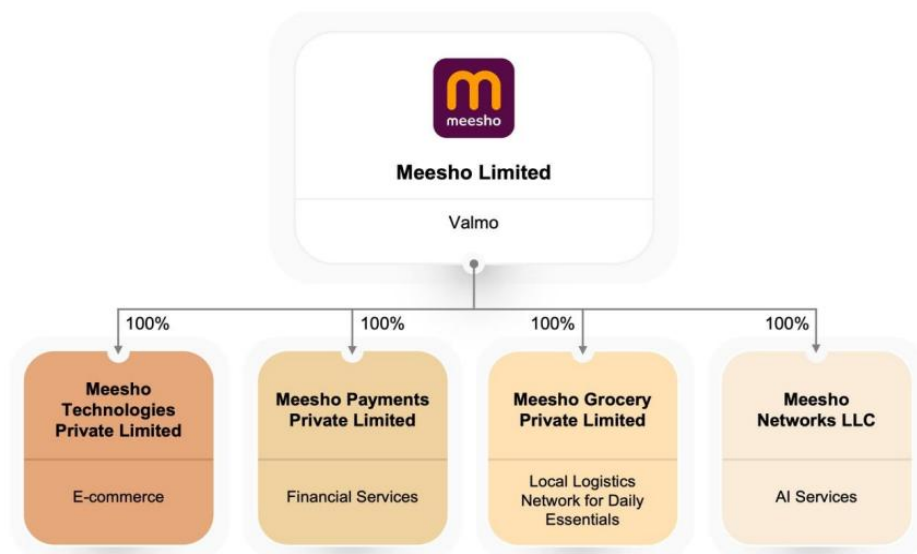 meesho
Meesho Limited
Valmo
100%
100%
100%
100%
Meesho
Technologies
Private Limited
E-commerce
Meesho Payments
Private Limited
Financial Services
Meesho Grocery
Private Limited
Local Logistics
Network for Daily
Essentials
Meesho
Networks LLC
AI Services